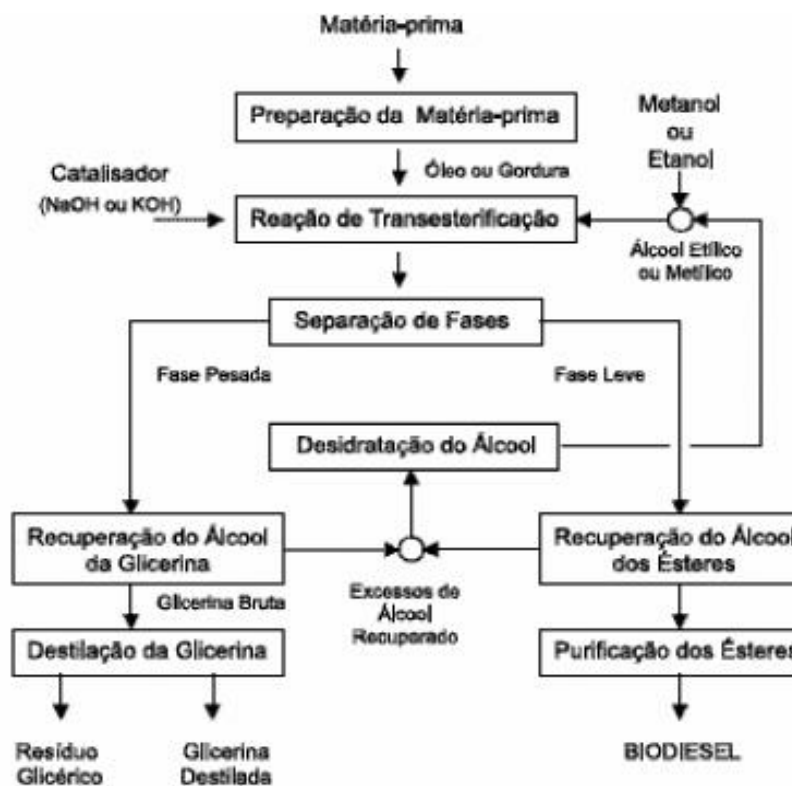 Matéria-prima
Preparação da Matéria-prima
Metanol
ou
Etanol
Óleo ou Gordura
Catalisador
(NaOH ou KOH)
Reação de Transesterificação
Álcool Etílico
ou Metílico
Separação de Fases
Fase Pesada
Fase Leve
Desidratação do Álcool
Recuperação do Álcool
da Glicerina
Recuperação do Álcool
dos Ésteres
Glicerina Bruta
Excessos de
Álcool
Recuperado
Destilação da Glicerina
Purificação dos Ésteres
Resíduo
Glicérico
Glicerina
Destilada
BIODIESEL